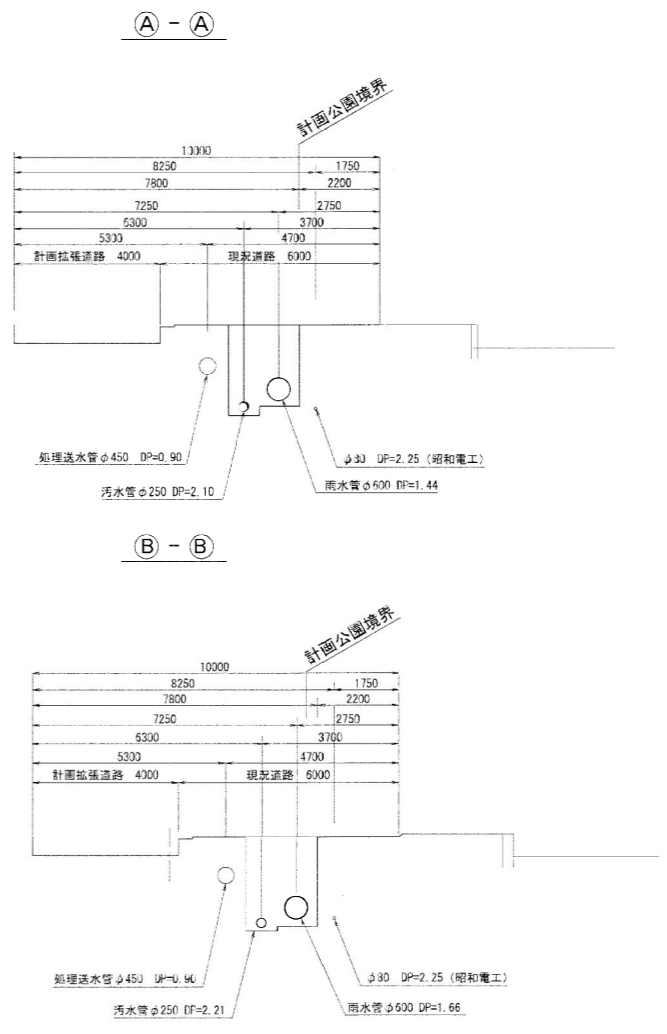 Ⓐ - Ⓐ
計画公園境界
10000
8250 1750
7800 2200
7250 2750
6300 3700
5300 4700
計画拡張道路 4000 現況道路 6000
処理送水管φ450 DP=0.90
φ80 DP=2.25 (昭和電工)
汚水管φ250 DP=2.10
雨水管φ600 DP=1.44
Ⓑ - Ⓑ
計画公園境界
10000
8250 1750
7800 2200
7250 2750
6300 3700
5300 4700
計画拡張道路 4000 現況道路 6000
処理送水管φ450 DP=0.90
φ80 DP=2.25 (昭和電工)
汚水管φ250 DP=2.21
雨水管φ600 DP=1.66